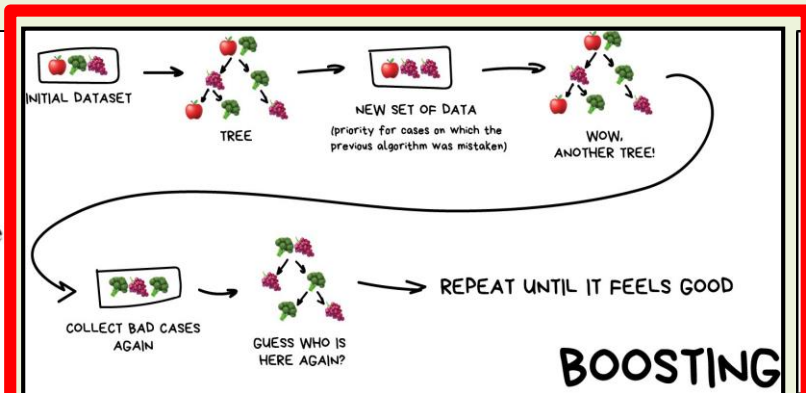 INITIAL DATASET
TREE
NEW SET OF DATA
(priority for cases on which the
previous algorithm was mistaken)
WOW,
ANOTHER TREE!
COLLECT BAD CASES
AGAIN
GUESS WHO IS
HERE AGAIN?
REPEAT UNTIL IT FEELS GOOD
BOOSTING